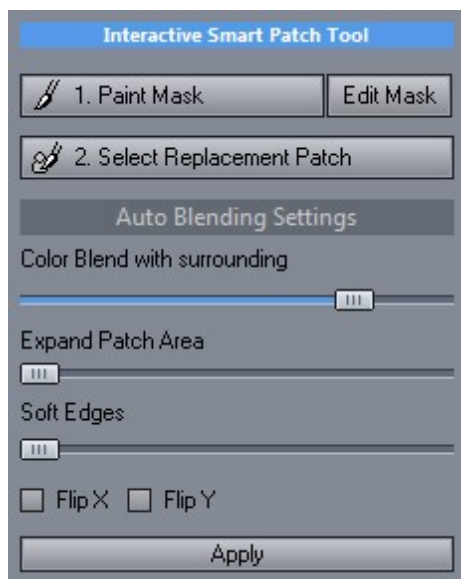 Interactive Smart Patch Tool
1. Paint Mask Edit Mask
2. Select Replacement Patch
Auto Blending Settings
Color Blend with surrounding
Expand Patch Area
Soft Edges
Flip X Flip Y
Apply